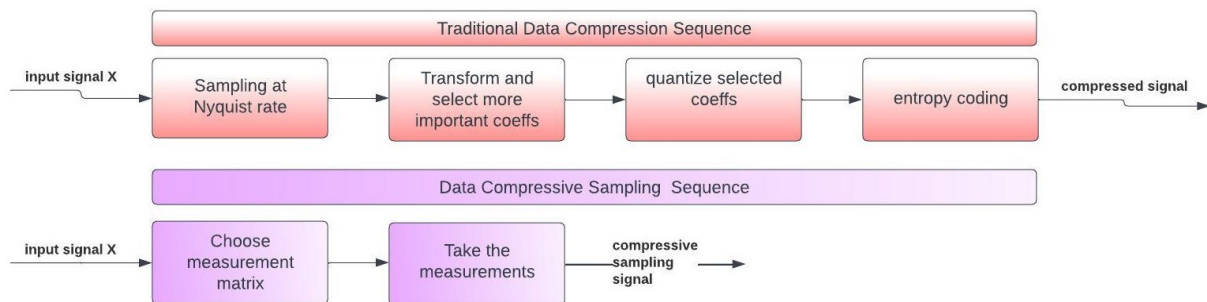 Traditional Data Compression Sequence
input signal X
Sampling at
Nyquist rate
Transform and
select more
important coeffs
quantize selected
coeffs
entropy coding
compressed signal
Data Compressive Sampling Sequence
input signal X
Choose
measurement
matrix
Take the
measurements
compressive
sampling
signal